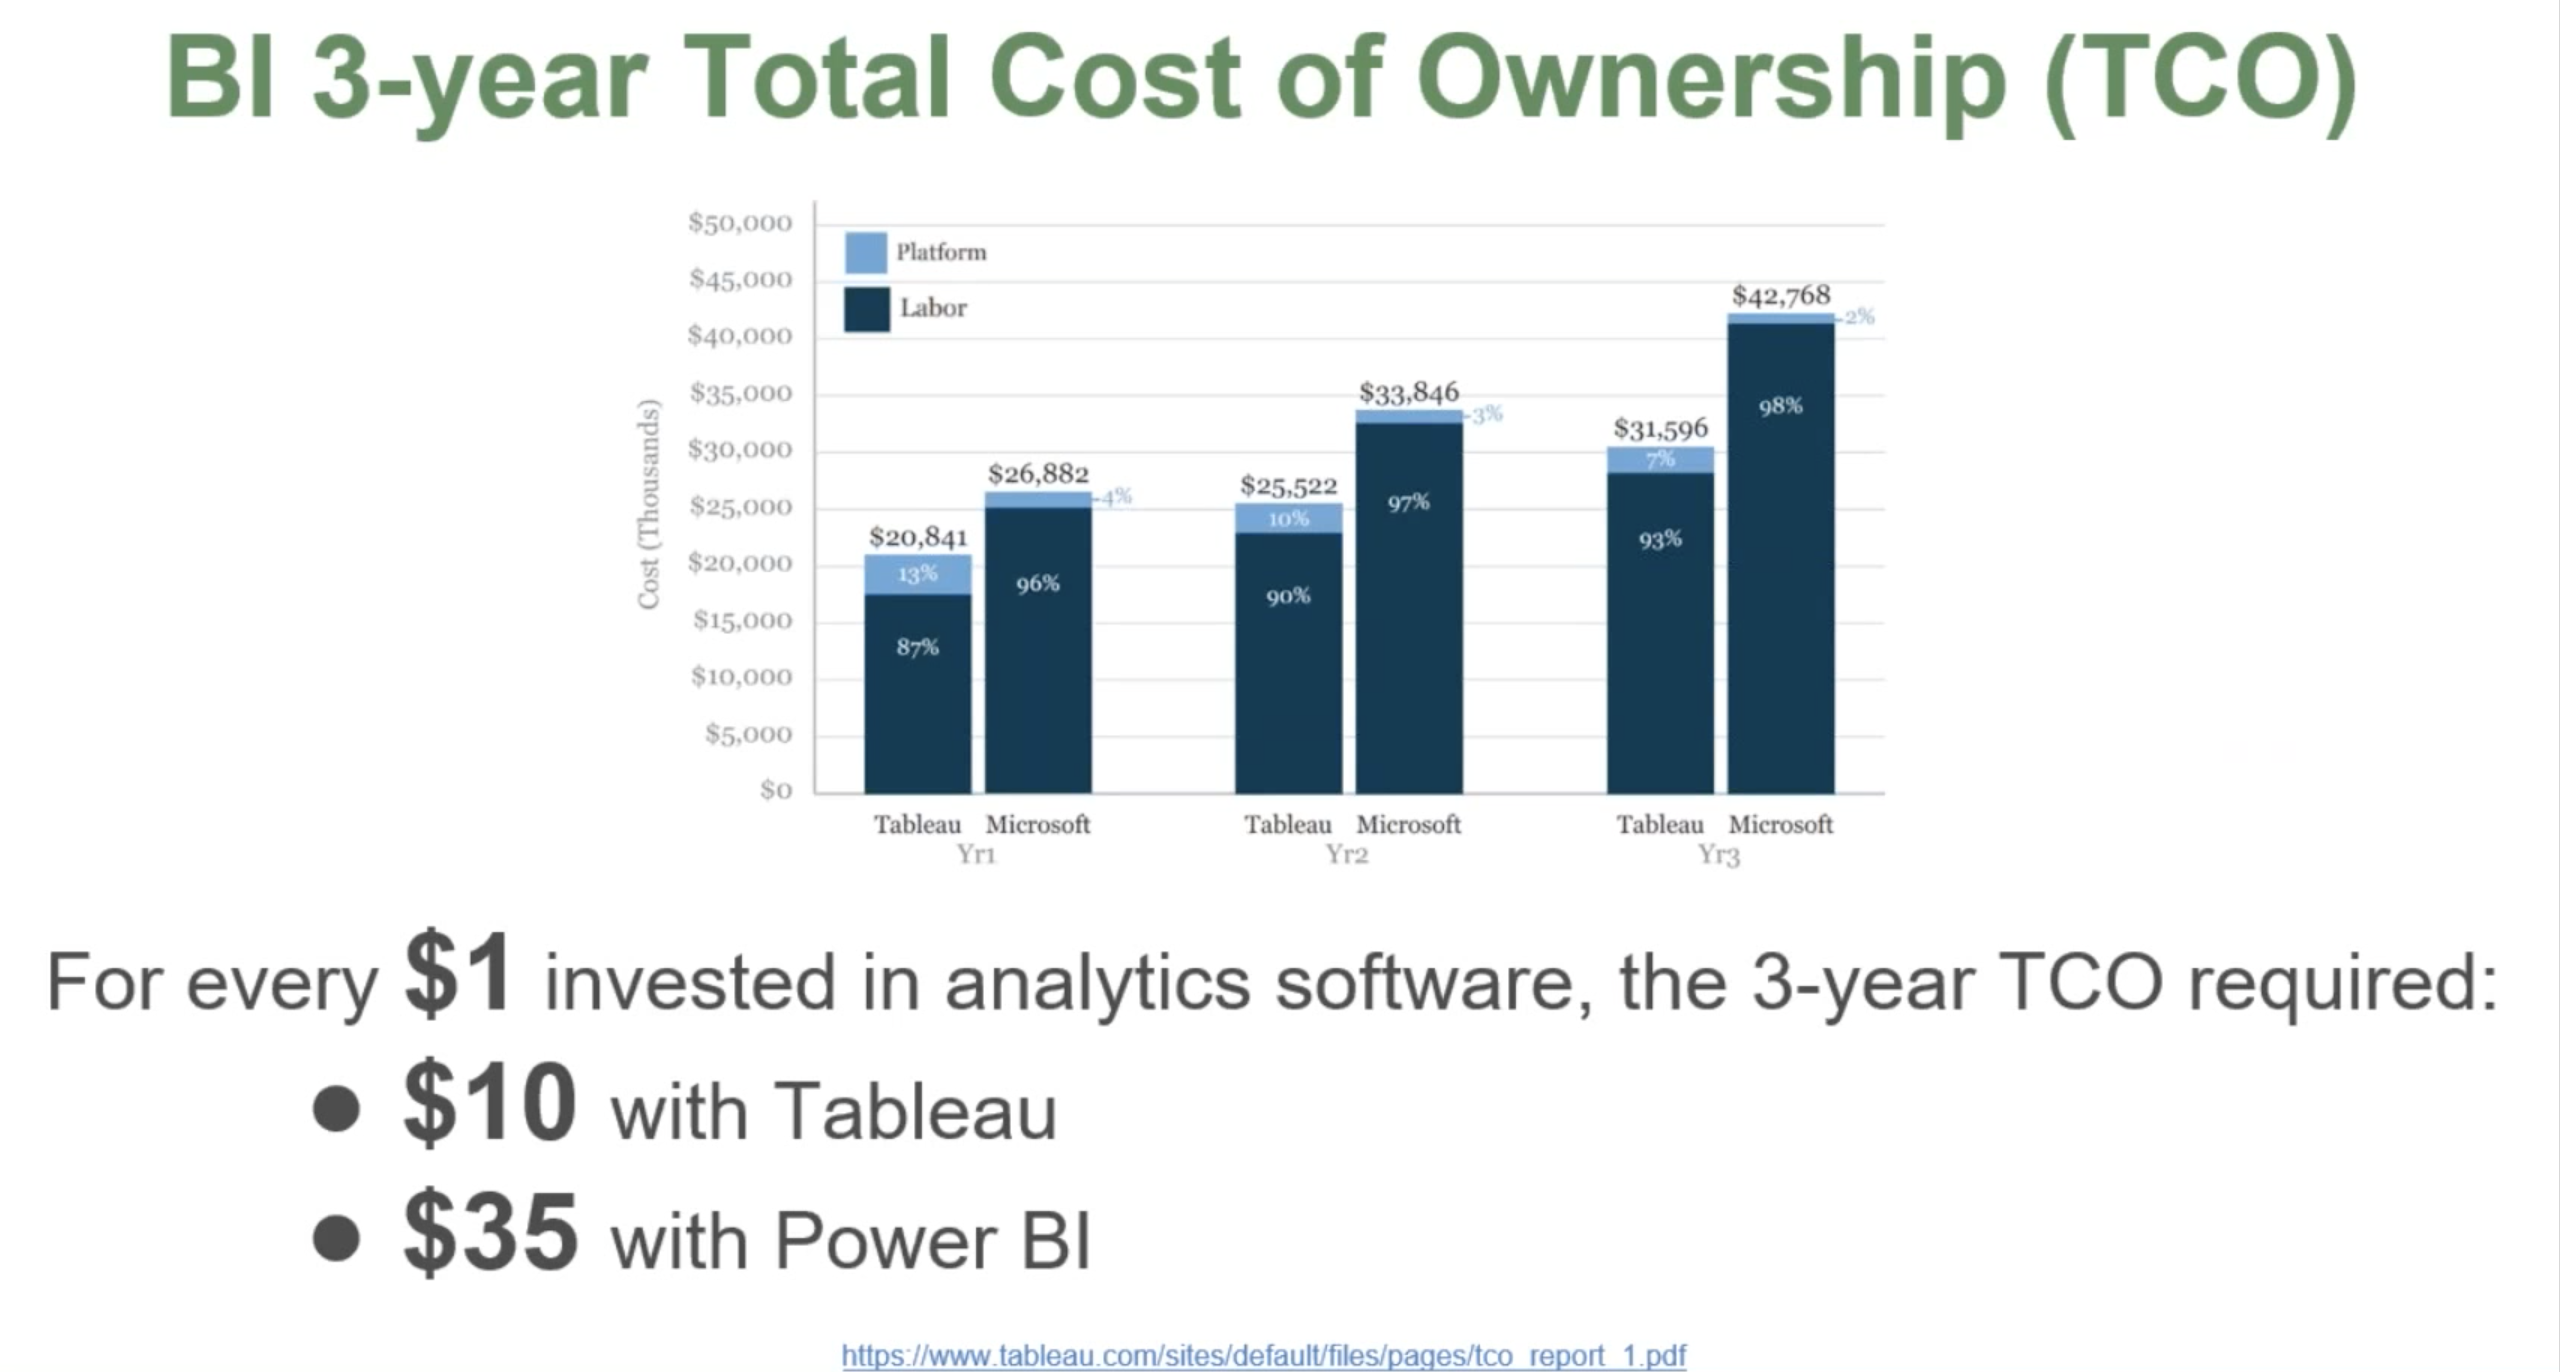 BI 3-year Total Cost of Ownership (TCO)
$50,000
$45,000
$40,000
$35,000
$30,000
$25,000
$20,000
$15,000
$10,000
$5,000
$0
Cost (Thousands)
Platform
Labor
$20,841
13%
87%
$26,882
4%
96%
$25,522
10%
90%
$33,846
3%
97%
$31,596
7%
93%
$42,768
2%
98%
Tableau Microsoft Tableau Microsoft Tableau Microsoft
Yr1 Yr2 Yr3
For every $1 invested in analytics software, the 3-year TCO required:
● $10 with Tableau
● $35 with Power BI
https://www.tableau.com/sites/default/files/pages/tco_report_1.pdf